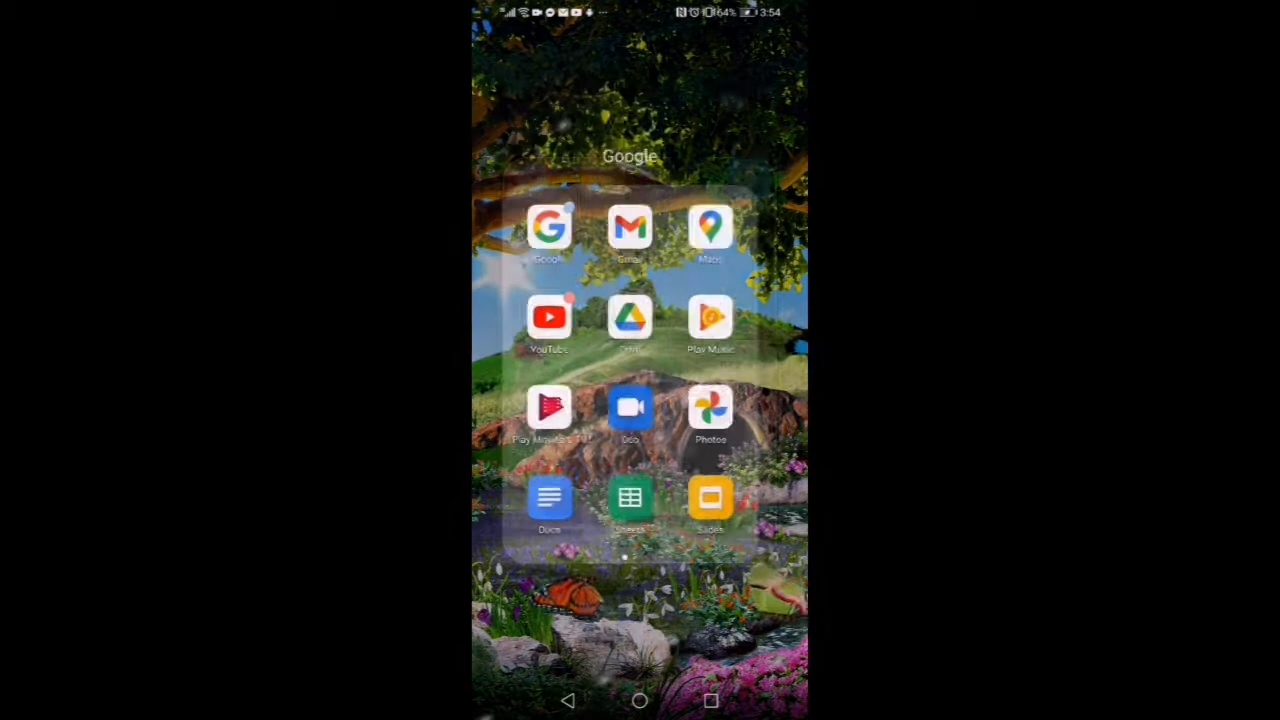 64% 3:54
Google
Google Gmail Maps
YouTube Drive Play Music
Play Movies & TV Duo Photos
Docs Sheets Slides